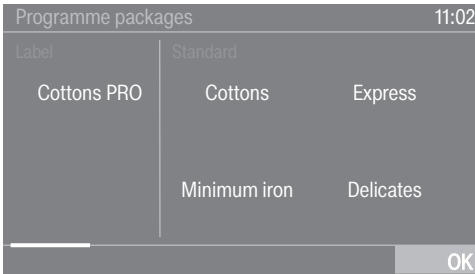 Programme packages 11:02
Label Standard
Cottons PRO Cottons Express
Minimum iron Delicates
OK